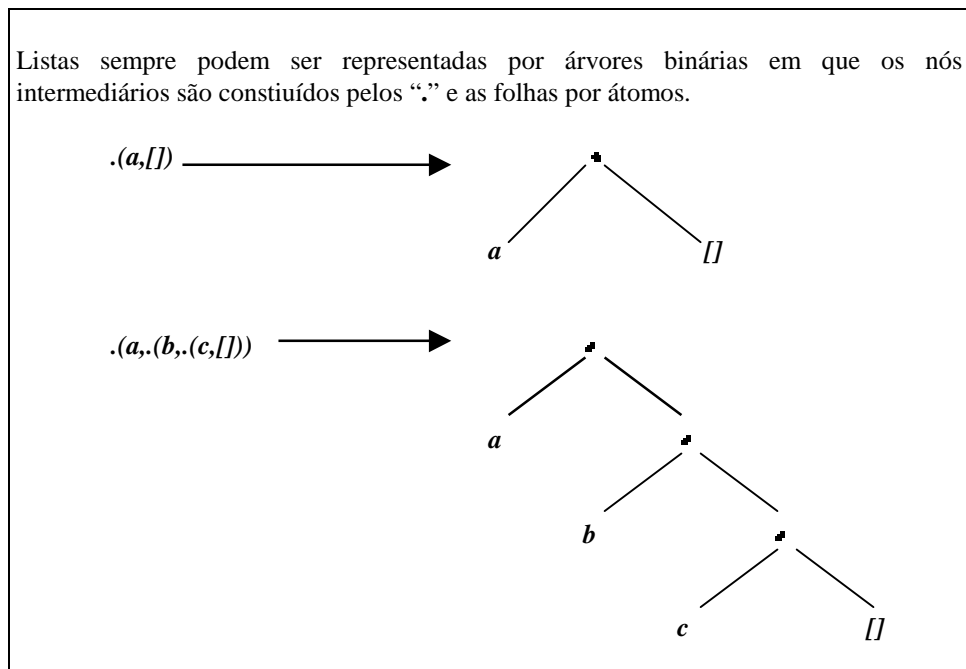 Listas sempre podem ser representadas por árvores binárias em que os nós
intermediários são constiuídos pelos “.” e as folhas por átomos.
.(a,[])
.
a
[]
.(a,.(b,.(c,[]))
.
a
.
b
.
c
[]